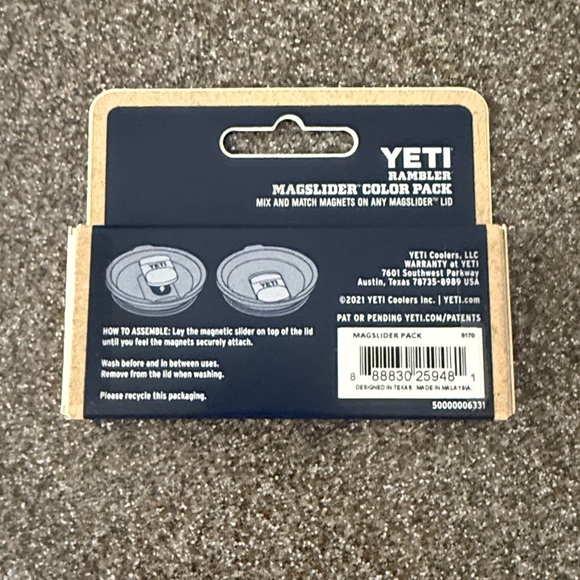 YETI
RAMBLER
MAGSLIDER™ COLOR PACK
MIX AND MATCH MAGNETS ON ANY MAGSLIDER™ LID
YETI
YETI
YETI Coolers, LLC
WARRANTY at YETI
7601 Southwest Parkway
Austin, Texas 78735-8989 USA
©2021 YETI Coolers Inc. | YETI.com
PAT OR PENDING YETI.COM/PATENTS
HOW TO ASSEMBLE: Lay the magnetic slider on top of the lid
until you feel the magnets securely attach.
Wash before and in between uses.
Remove from the lid when washing.
Please recycle this packaging.
MAGSLIDER PACK 0170
8 88830 25948 1
DESIGNED IN TEXAS. MADE IN MALAYSIA.
50000006331